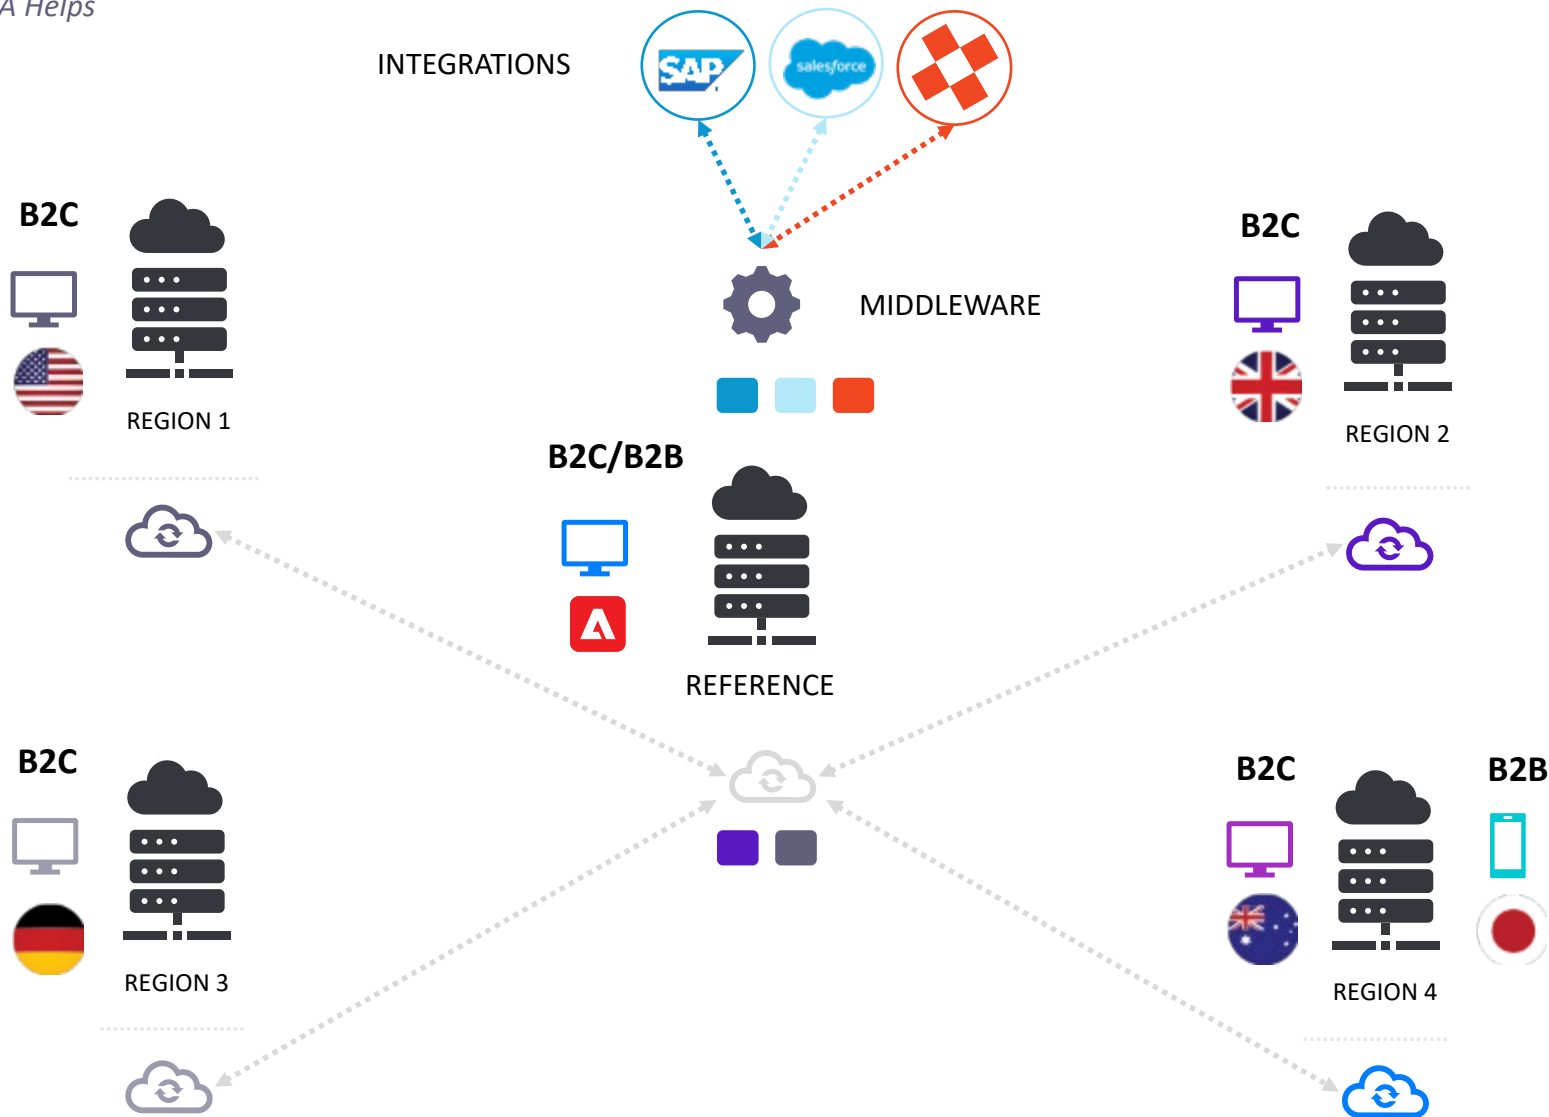 A Helps
INTEGRATIONS
SAP
salesforce
B2C
B2C
MIDDLEWARE
REGION 1
REGION 2
B2C/B2B
REFERENCE
B2C
B2C
B2B
REGION 3
REGION 4